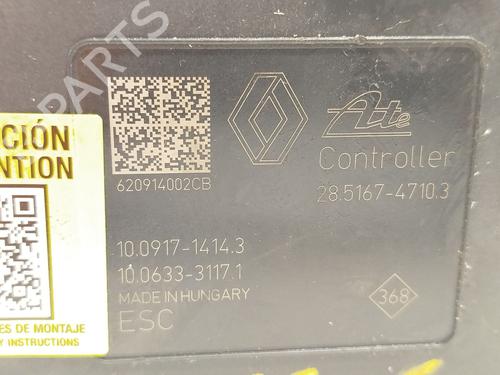 PARTS
CIÓN
NTION
620914002CB
Ate
Controller
28.5167-4710.3
10.0917-1414.3
10.0633-3117.1
MADE IN HUNGARY
368
ESC
ES DE MONTAJE
Y INSTRUCTIONS